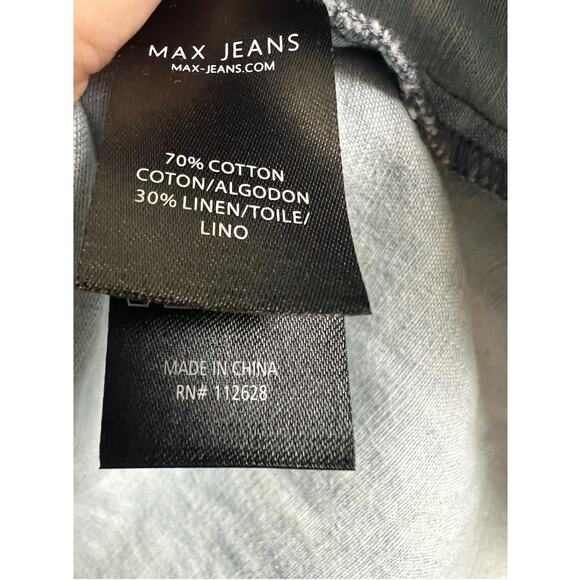 MAX JEANS
MAX-JEANS.COM
70% COTTON
COTON/ALGODON
30% LINEN/TOILE/
LINO
MADE IN CHINA
RN# 112628